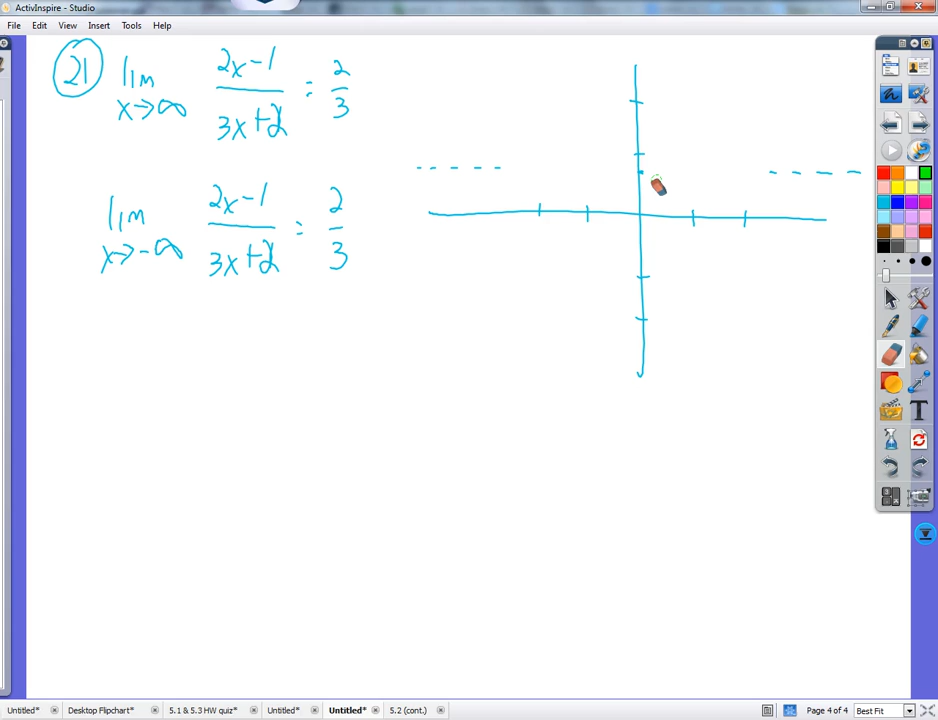 ActivInspire - Studio
File Edit View Insert Tools Help
21 lim x→∞ 2x-1 / 3x+2 = 2/3
lim x→-∞ 2x-1 / 3x+2 = 2/3
T
Untitled* Desktop Flipchart* 5.1 & 5.3 HW quiz* Untitled* Untitled* 5.2 (cont.) Page 4 of 4 Best Fit